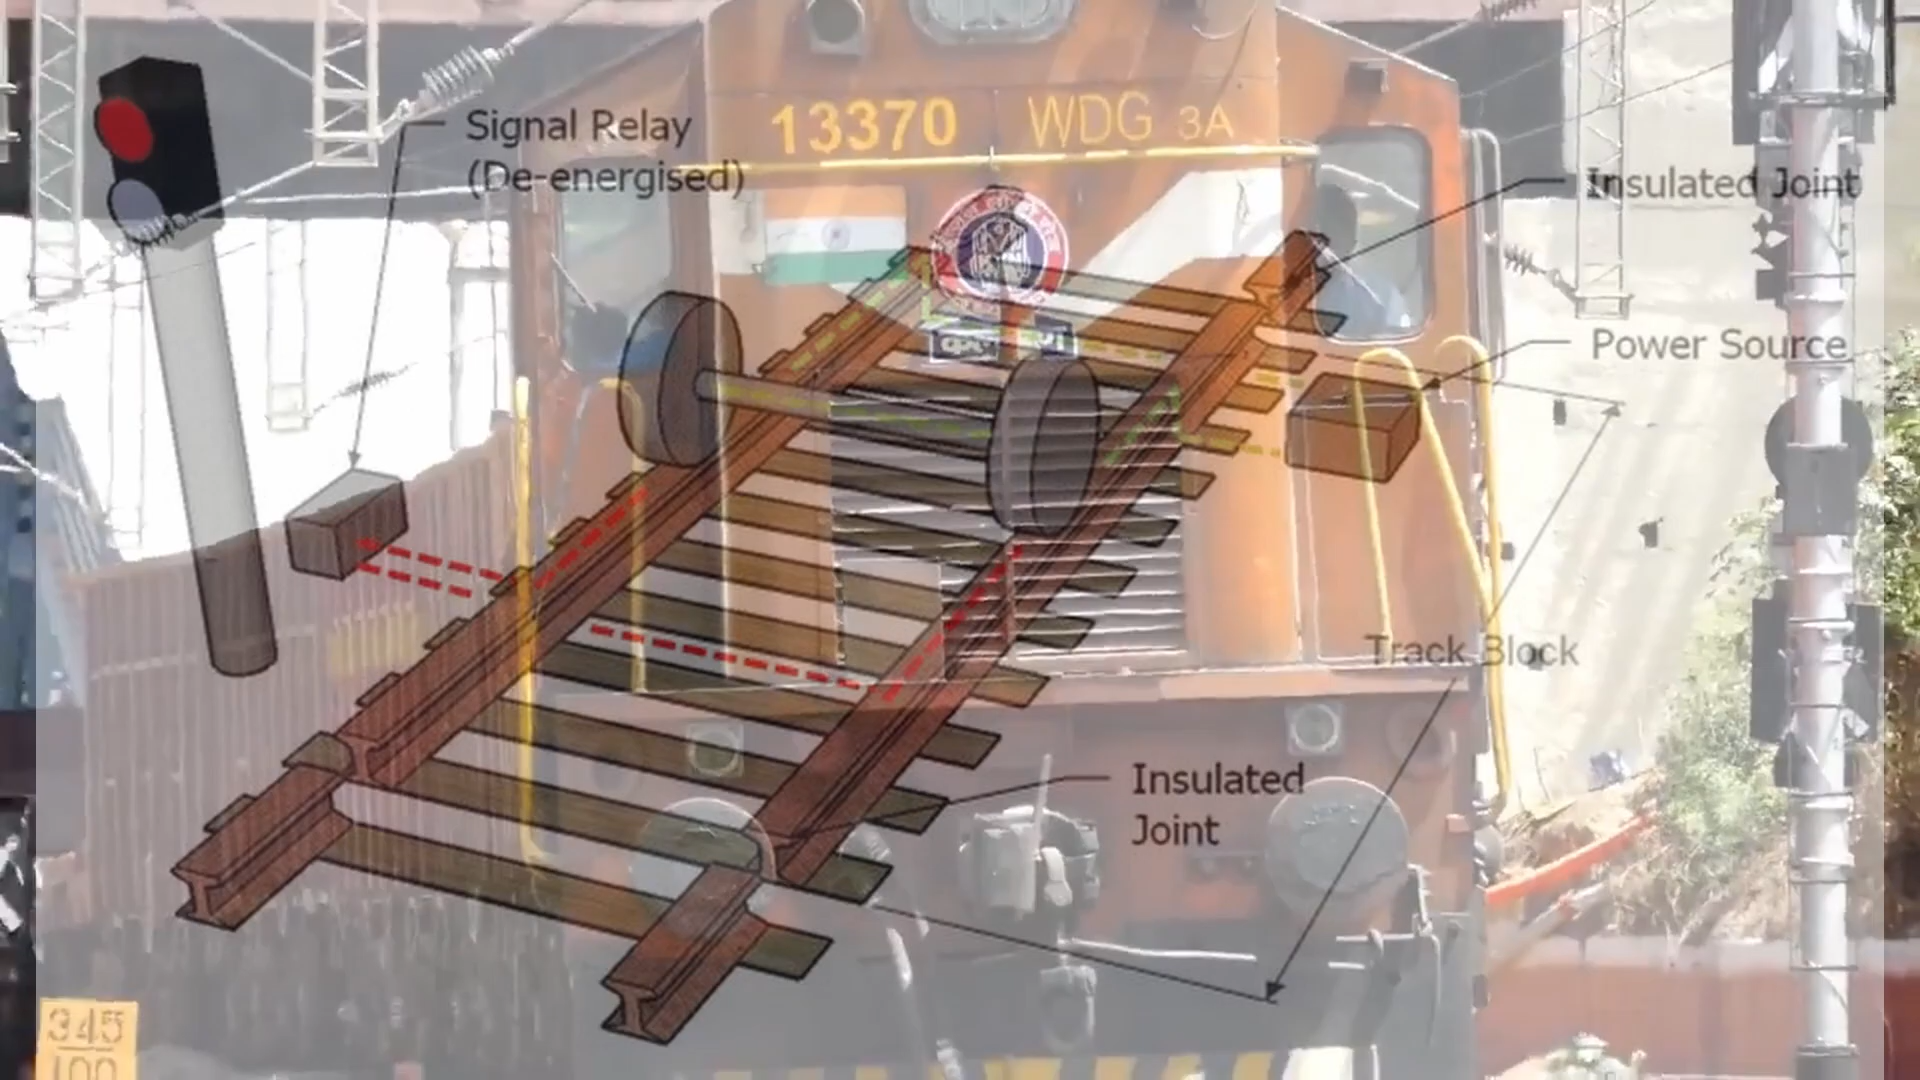 13370 WDG 3A
Signal Relay
(De-energised)
Insulated Joint
Power Source
Track Block
Insulated
Joint
345
100